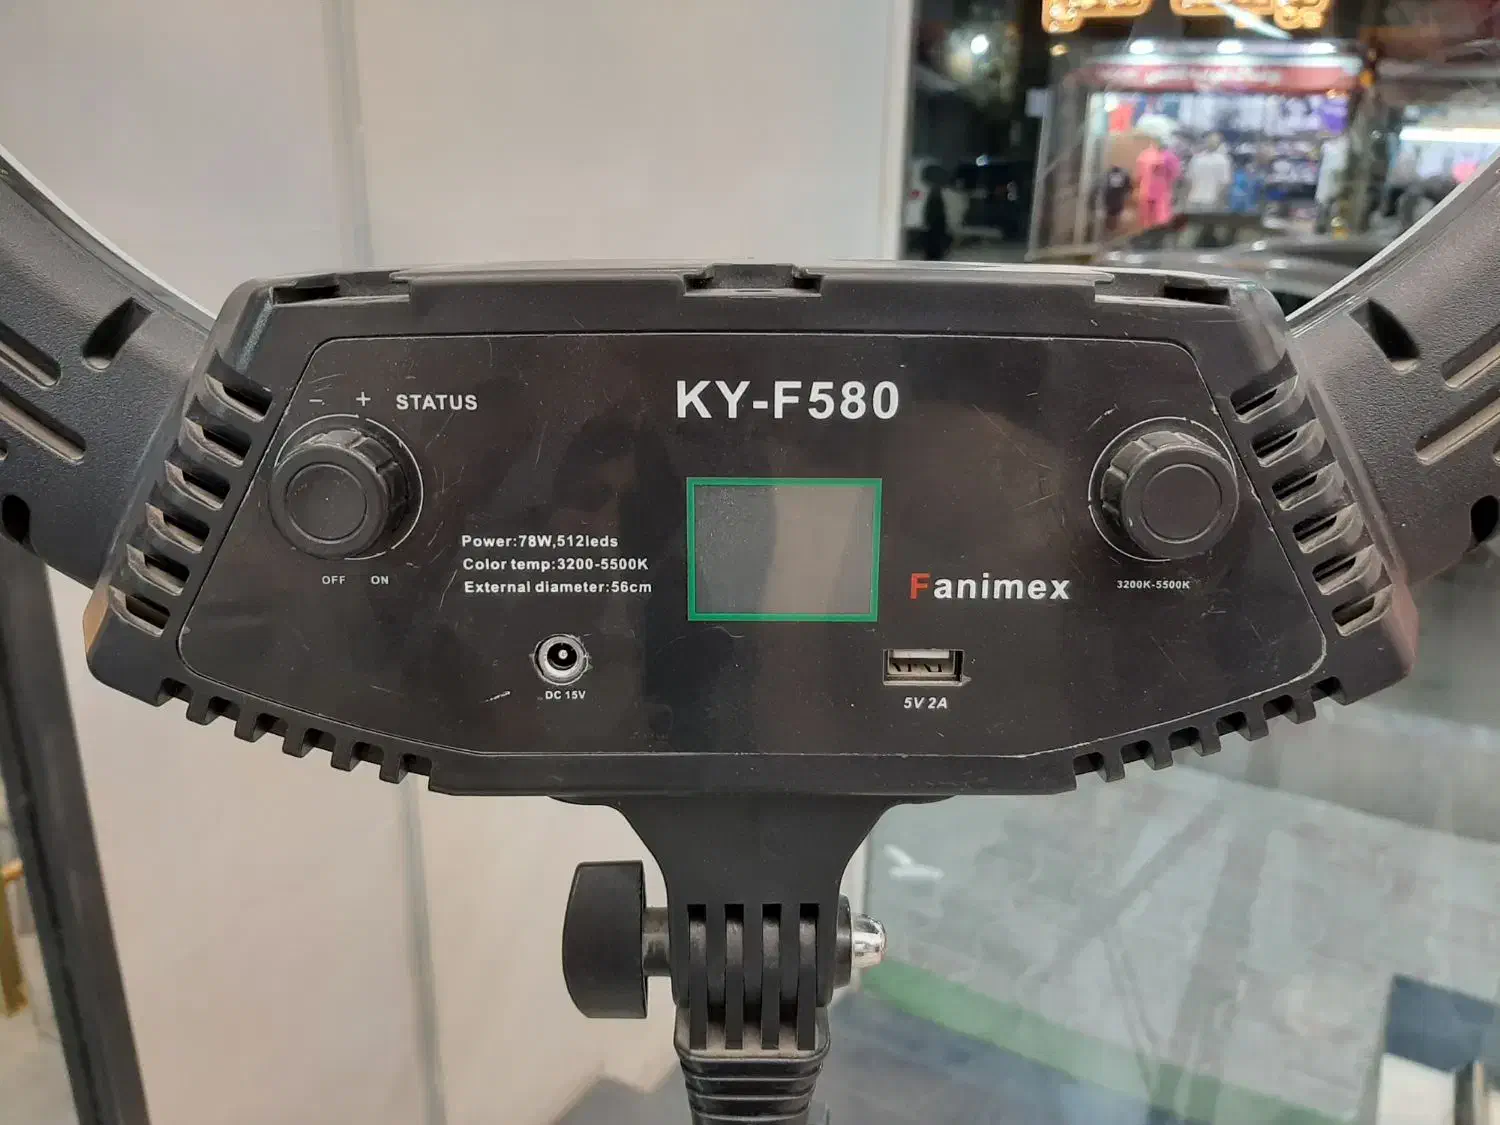 − + STATUS
KY-F580
OFF ON
Power:78W,512leds
Color temp:3200-5500K
External diameter:56cm
Fanimex
3200K-5500K
DC 15V
5V 2A